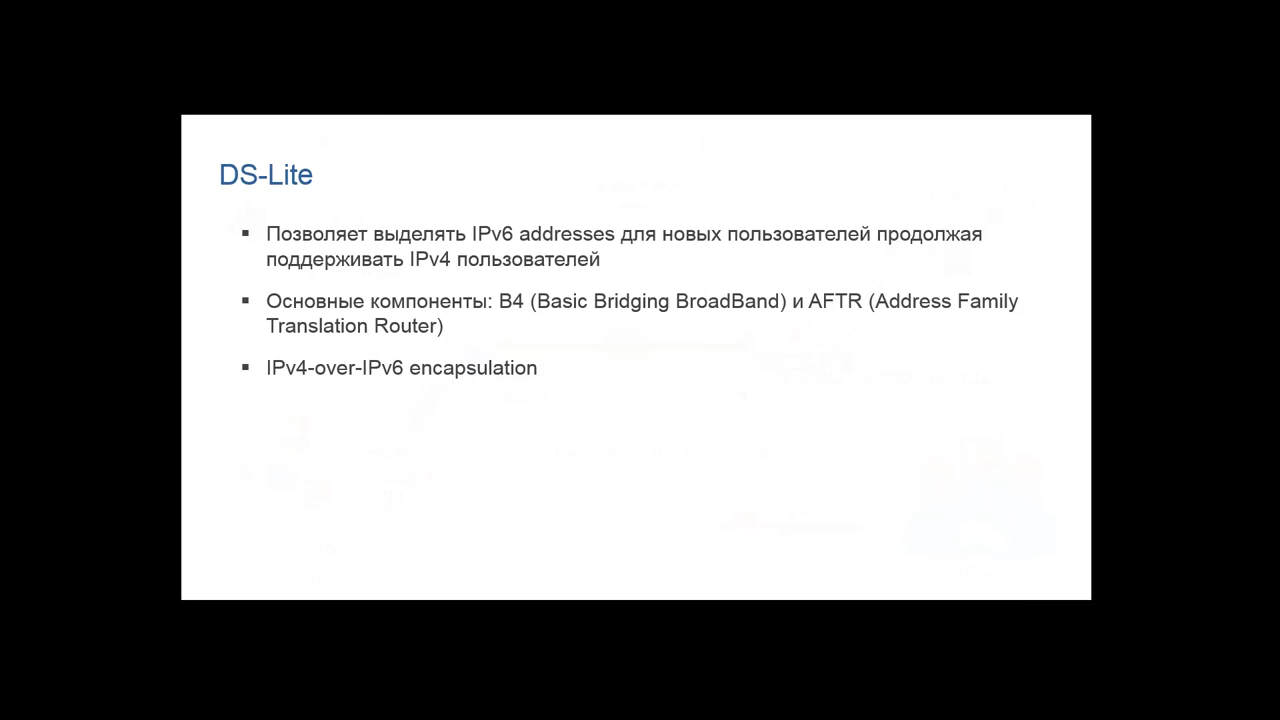 DS-Lite
▪ Позволяет выделять IPv6 addresses для новых пользователей продолжая
поддерживать IPv4 пользователей
▪ Основные компоненты: B4 (Basic Bridging BroadBand) и AFTR (Address Family
Translation Router)
▪ IPv4-over-IPv6 encapsulation